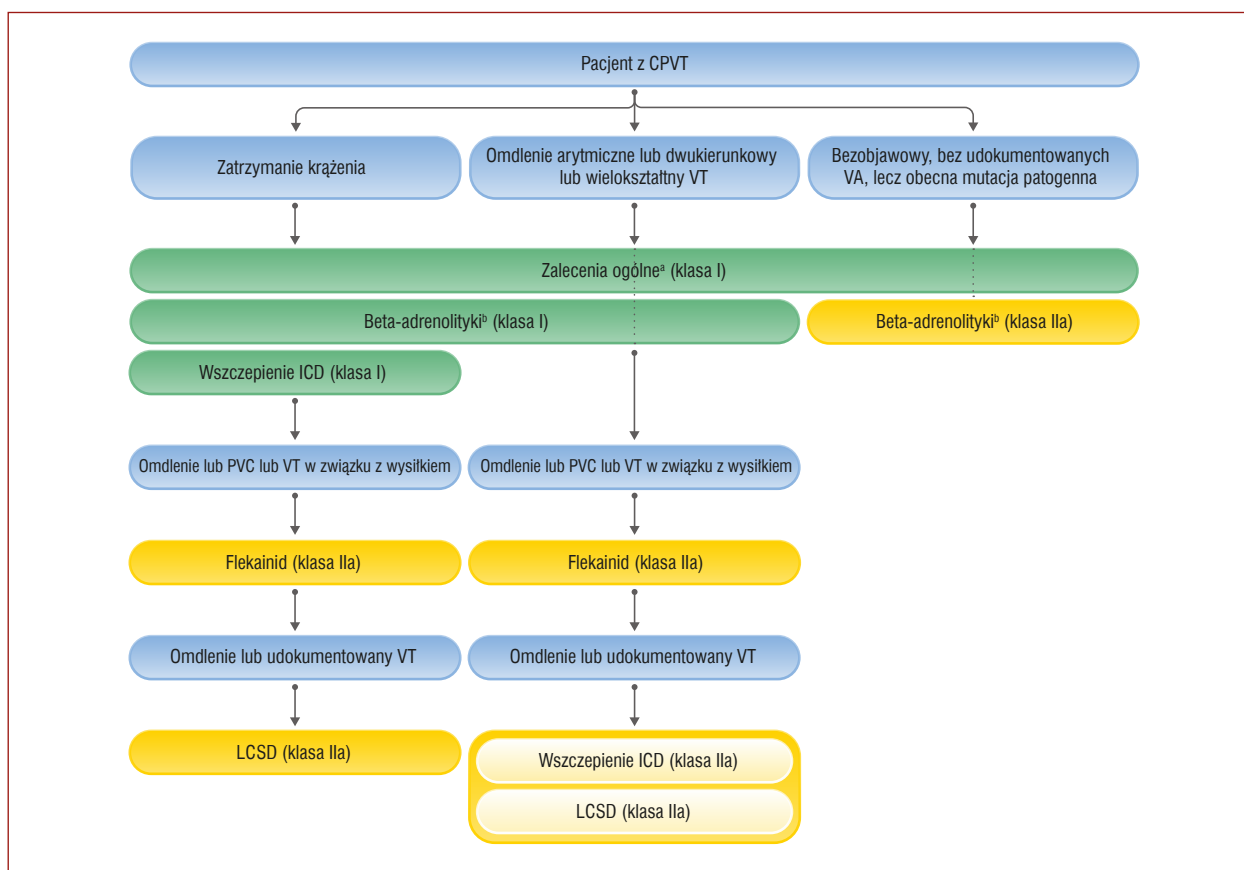 Pacjent z CPVT
Zatrzymanie krążenia
Omdlenie arytmiczne lub dwukierunkowy
lub wielokształtny VT
Bezobjawowy, bez udokumentowanych
VA, lecz obecna mutacja patogenna
Zalecenia ogólneᵃ (klasa I)
Beta-adrenolitykiᵇ (klasa I)
Beta-adrenolitykiᵇ (klasa IIa)
Wszczepienie ICD (klasa I)
Omdlenie lub PVC lub VT w związku z wysiłkiem
Omdlenie lub PVC lub VT w związku z wysiłkiem
Flekainid (klasa IIa)
Flekainid (klasa IIa)
Omdlenie lub udokumentowany VT
Omdlenie lub udokumentowany VT
LCSD (klasa IIa)
Wszczepienie ICD (klasa IIa)
LCSD (klasa IIa)